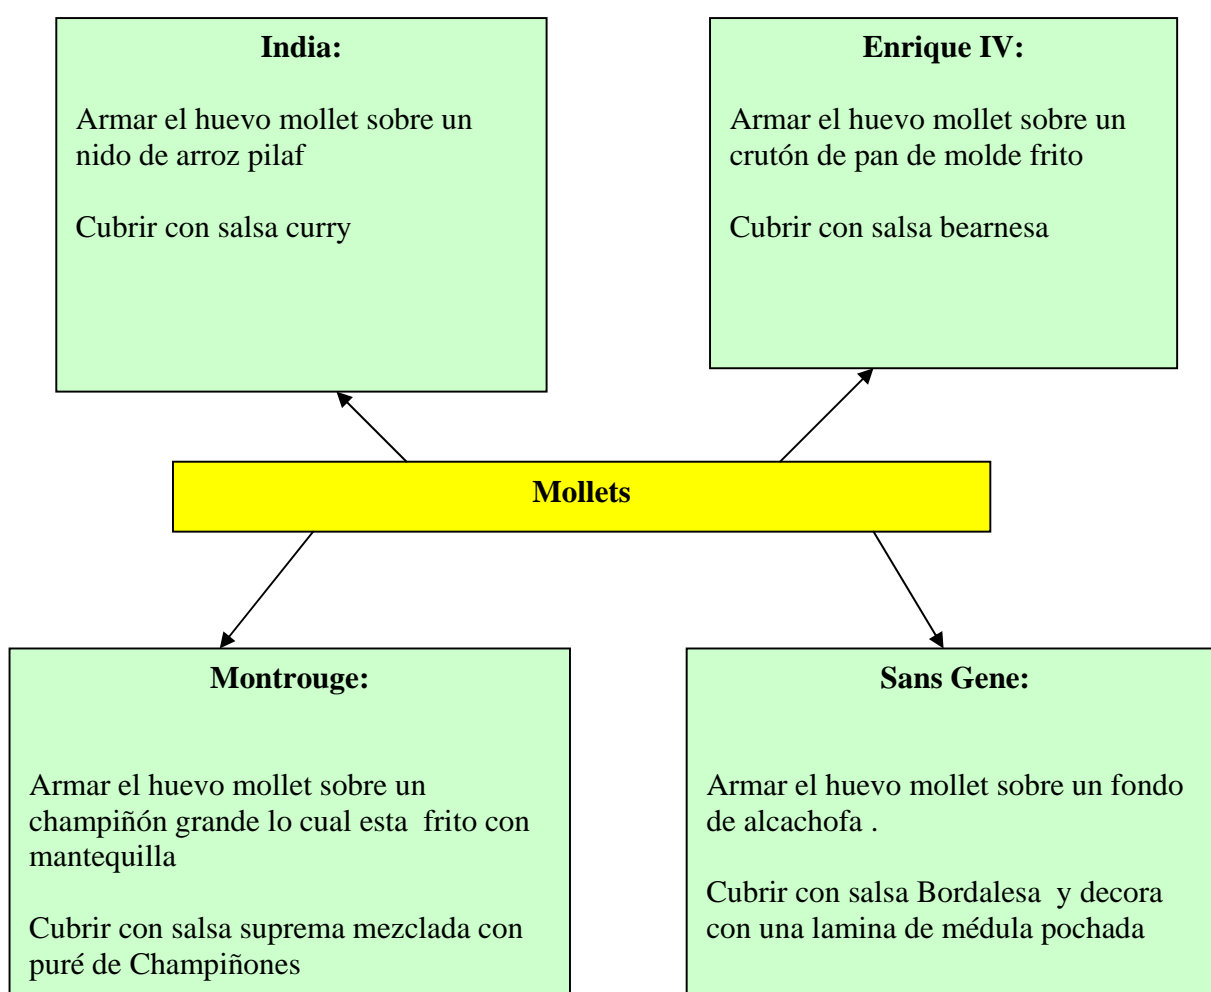 India:
Armar el huevo mollet sobre un
nido de arroz pilaf
Cubrir con salsa curry
Enrique IV:
Armar el huevo mollet sobre un
crutón de pan de molde frito
Cubrir con salsa bearnesa
Mollets
Montrouge:
Armar el huevo mollet sobre un
champiñón grande lo cual esta  frito con
mantequilla
Cubrir con salsa suprema mezclada con
puré de Champiñones
Sans Gene:
Armar el huevo mollet sobre un fondo
de alcachofa .
Cubrir con salsa Bordalesa  y decora
con una lamina de médula pochada